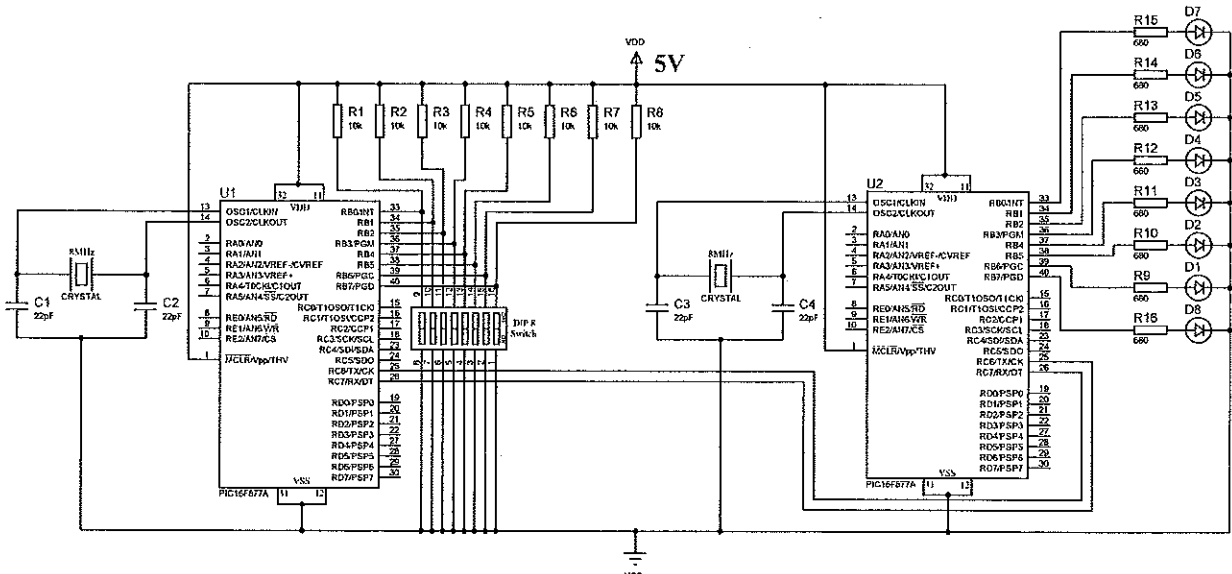 VDD
5V
R1
10k
R2
10k
R3
10k
R4
10k
R5
10k
R6
10k
R7
10k
R8
10k
U1
32
11
VDD
13
OSC1/CLKIN
14
OSC2/CLKOUT
2
RA0/AN0
3
RA1/AN1
4
RA2/AN2/VREF-/CVREF
5
RA3/AN3/VREF+
6
RA4/T0CKI/C1OUT
7
RA5/AN4/SS/C2OUT
8
RE0/AN5/RD
9
RE1/AN6/WR
10
RE2/AN7/CS
1
MCLR/Vpp/THV
RB0/INT
33
RB1
34
RB2
35
RB3/PGM
36
RB4
37
RB5
38
RB6/PGC
39
RB7/PGD
40
RC0/T1OSO/T1CKI
15
RC1/T1OSI/CCP2
16
RC2/CCP1
17
RC3/SCK/SCL
18
RC4/SDI/SDA
23
RC5/SDO
24
RC6/TX/CK
25
RC7/RX/DT
26
RD0/PSP0
19
RD1/PSP1
20
RD2/PSP2
21
RD3/PSP3
22
RD4/PSP4
27
RD5/PSP5
28
RD6/PSP6
29
RD7/PSP7
30
VSS
PIC16F877A
31
12
8MHz
CRYSTAL
C1
22pF
C2
22pF
DIP 8
Switch
8
7
6
5
4
3
2
1
U2
32
11
VDD
13
OSC1/CLKIN
14
OSC2/CLKOUT
2
RA0/AN0
3
RA1/AN1
4
RA2/AN2/VREF-/CVREF
5
RA3/AN3/VREF+
6
RA4/T0CKI/C1OUT
7
RA5/AN4/SS/C2OUT
8
RE0/AN5/RD
9
RE1/AN6/WR
10
RE2/AN7/CS
1
MCLR/Vpp/THV
RB0/INT
33
RB1
34
RB2
35
RB3/PGM
36
RB4
37
RB5
38
RB6/PGC
39
RB7/PGD
40
RC0/T1OSO/T1CKI
15
RC1/T1OSI/CCP2
16
RC2/CCP1
17
RC3/SCK/SCL
18
RC4/SDI/SDA
23
RC5/SDO
24
RC6/TX/CK
25
RC7/RX/DT
26
RD0/PSP0
19
RD1/PSP1
20
RD2/PSP2
21
RD3/PSP3
22
RD4/PSP4
27
RD5/PSP5
28
RD6/PSP6
29
RD7/PSP7
30
VSS
PIC16F877A
31
12
8MHz
CRYSTAL
C3
22pF
C4
22pF
R15
680
D7
R14
680
D6
R13
680
D5
R12
680
D4
R11
680
D3
R10
680
D2
R9
680
D1
R16
680
D8